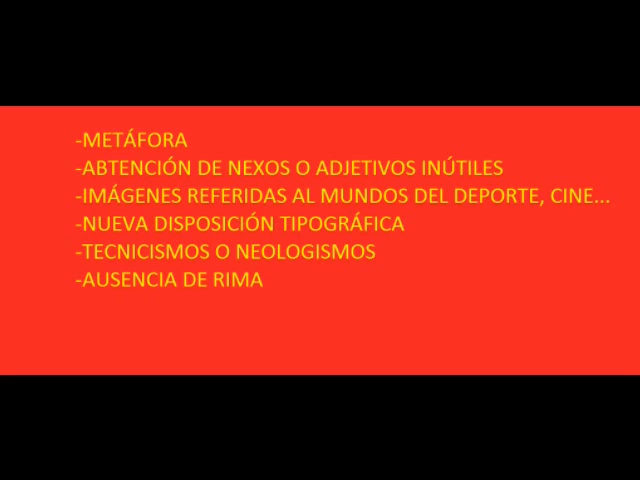 -METÁFORA
-ABTENCIÓN DE NEXOS O ADJETIVOS INÚTILES
-IMÁGENES REFERIDAS AL MUNDOS DEL DEPORTE, CINE...
-NUEVA DISPOSICIÓN TIPOGRÁFICA
-TECNICISMOS O NEOLOGISMOS
-AUSENCIA DE RIMA